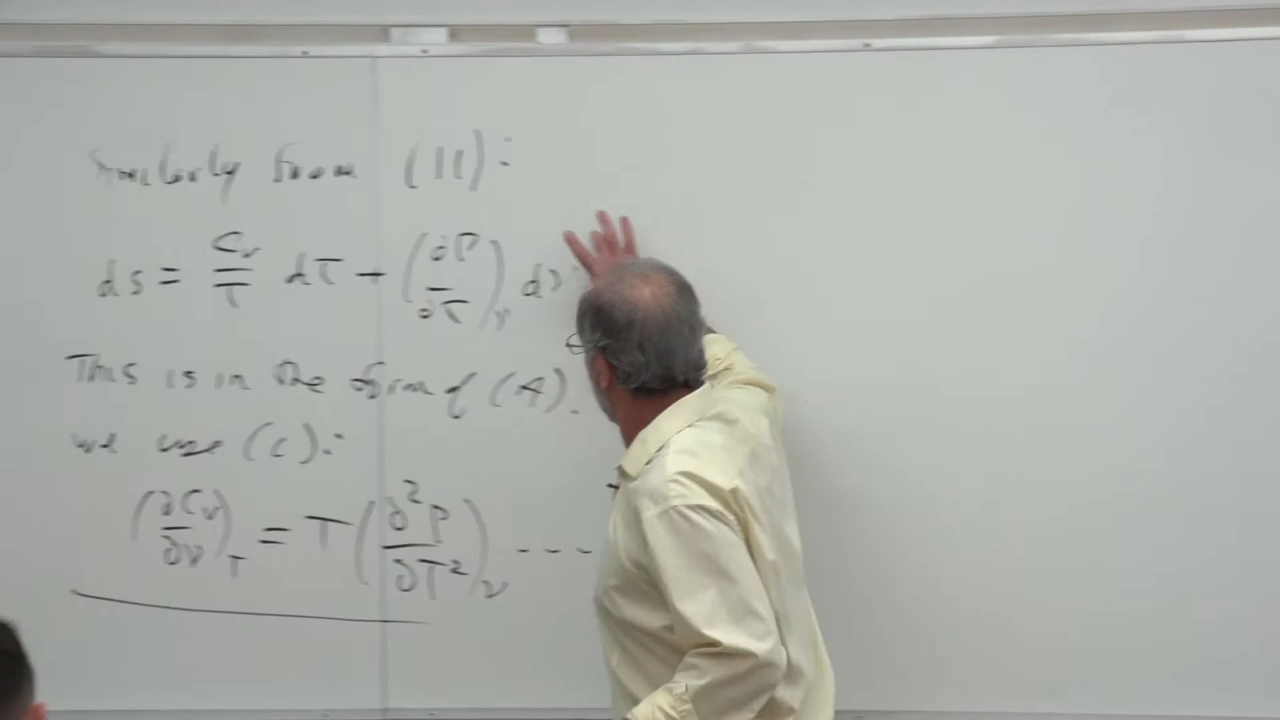 Similarly from (11):
ds = Cv/T dT + (∂P/∂T)v dv
This is in the form of (A).
we use (c):
(∂Cv/∂v)T = T (∂²P/∂T²)v ----